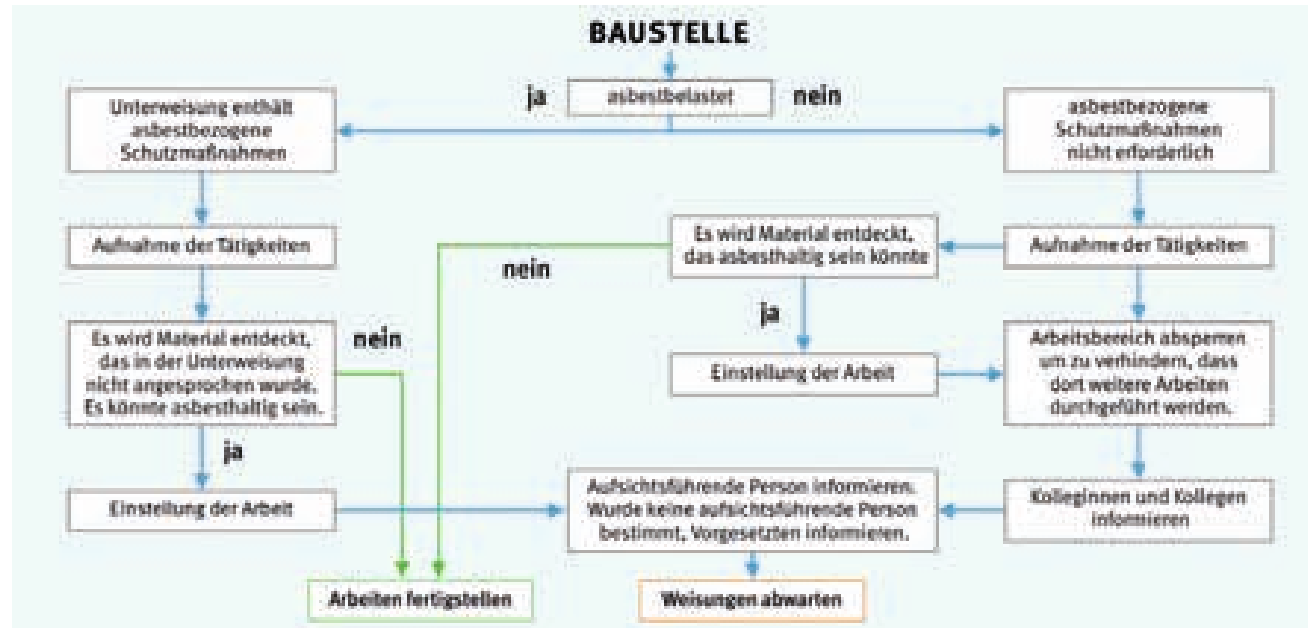 BAUSTELLE
ja
asbestbelastet
nein
Unterweisung enthält
asbestbezogene
Schutzmaßnahmen
asbestbezogene
Schutzmaßnahmen
nicht erforderlich
Aufnahme der Tätigkeiten
Es wird Material entdeckt,
das asbesthaltig sein könnte
Aufnahme der Tätigkeiten
nein
ja
Es wird Material entdeckt,
das in der Unterweisung
nicht angesprochen wurde.
Es könnte asbesthaltig sein.
nein
Einstellung der Arbeit
Arbeitsbereich absperren
um zu verhindern, dass
dort weitere Arbeiten
durchgeführt werden.
ja
Einstellung der Arbeit
Aufsichtsführende Person informieren.
Wurde keine aufsichtsführende Person
bestimmt, Vorgesetzten informieren.
Kolleginnen und Kollegen
informieren
Arbeiten fertigstellen
Weisungen abwarten